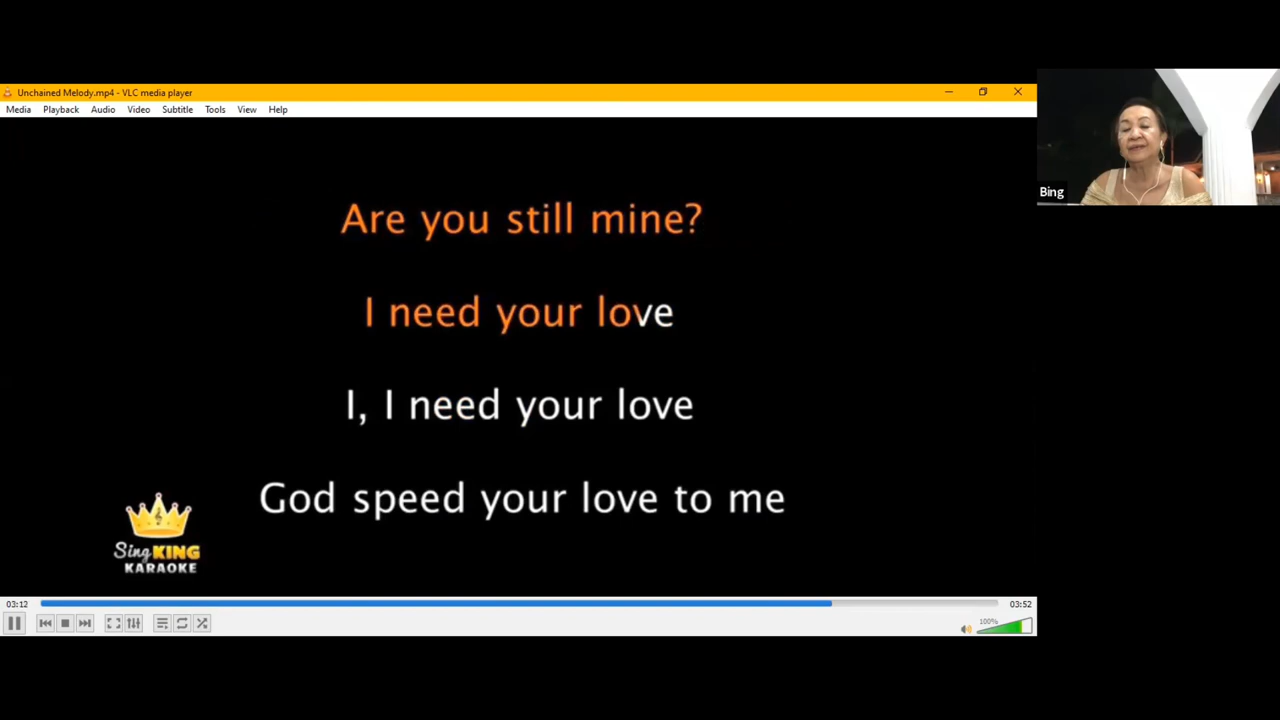 Unchained Melody.mp4 - VLC media player
Media Playback Audio Video Subtitle Tools View Help
Are you still mine?
I need your love
I, I need your love
God speed your love to me
Sing KING
KARAOKE
03:12
03:52
100%
Bing